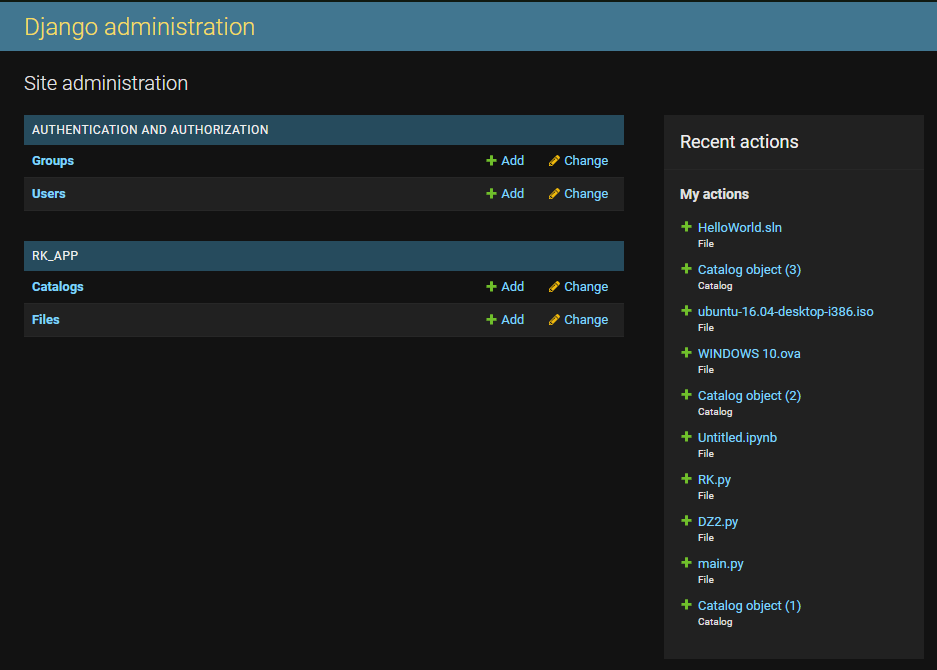 Django administration
Site administration
AUTHENTICATION AND AUTHORIZATION
Groups Add Change
Users Add Change
RK_APP
Catalogs Add Change
Files Add Change
Recent actions
My actions
HelloWorld.sln
File
Catalog object (3)
Catalog
ubuntu-16.04-desktop-i386.iso
File
WINDOWS 10.ova
File
Catalog object (2)
Catalog
Untitled.ipynb
File
RK.py
File
DZ2.py
File
main.py
File
Catalog object (1)
Catalog